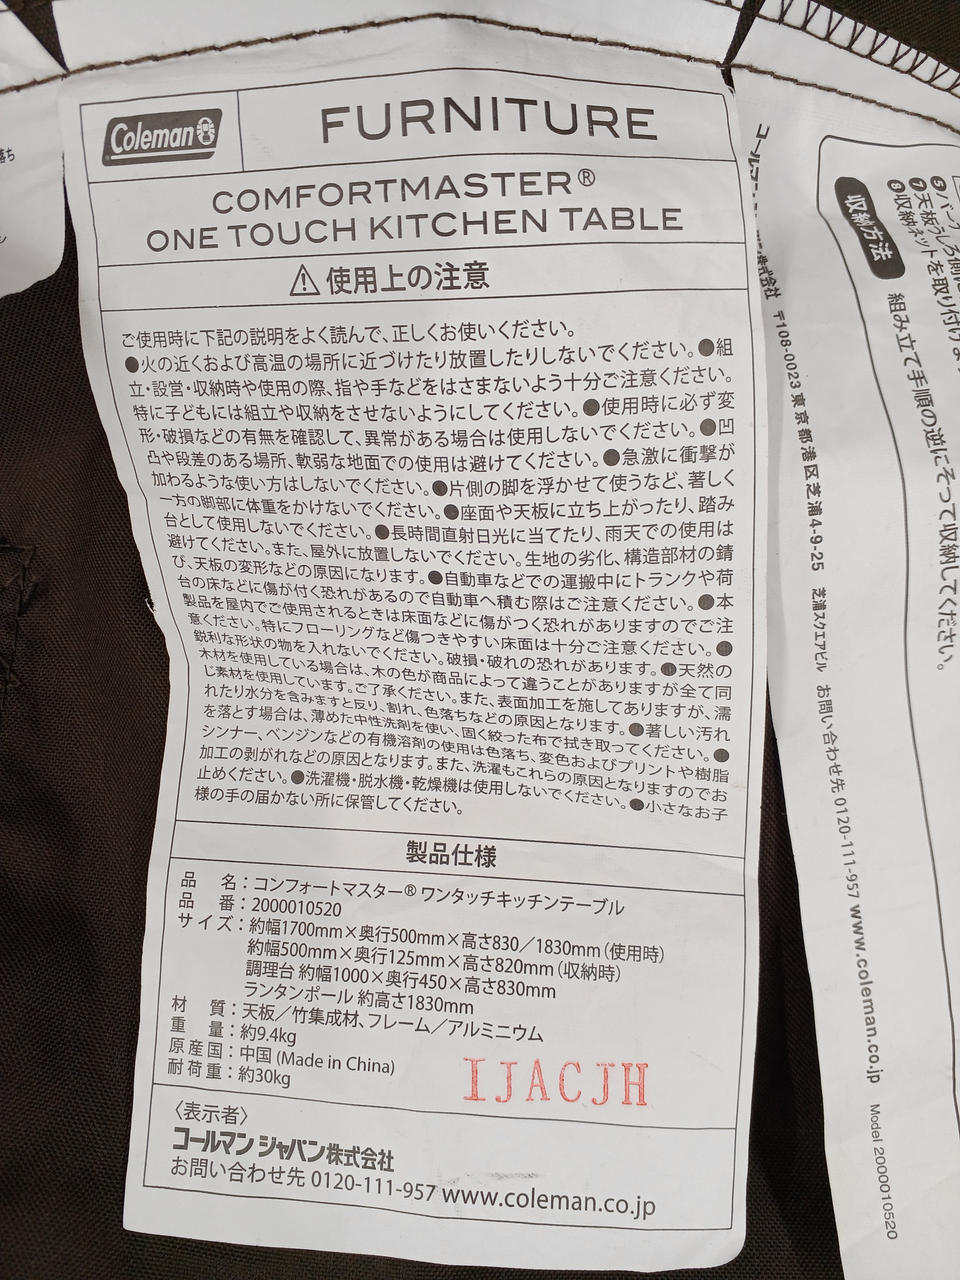 Coleman
FURNITURE
COMFORTMASTER®
ONE TOUCH KITCHEN TABLE
⚠使用上の注意
ご使用時に下記の説明をよく読んで、正しくお使いください。
●火の近くおよび高温の場所に近づけたり放置したりしないでください。●組
立・設営・収納時や使用の際、指や手などをはさまないよう十分ご注意ください。
特に子どもには組立や収納をさせないようにしてください。●使用時に必ず変
形・破損などの有無を確認して、異常がある場合は使用しないでください。●凹
凸や段差のある場所、軟弱な地面での使用は避けてください。●急激に衝撃が
加わるような使い方はしないでください。●片側の脚を浮かせて使うなど、著しく
一方の脚部に体重をかけないでください。●座面や天板に立ち上がったり、踏み
台として使用しないでください。●長時間直射日光に当てたり、雨天での使用は
避けてください。また、屋外に放置しないでください。生地の劣化、構造部材の錆
び、天板の変形などの原因になります。●自動車などでの運搬中にトランクや荷
台の床などに傷が付く恐れがあるので自動車へ積む際はご注意ください。●本
製品を屋内でご使用されるときは床面などに傷がつく恐れがありますのでご注
意ください。特にフローリングなど傷つきやすい床面は十分ご注意ください。●
鋭利な形状の物を入れないでください。破損・破れの恐れがあります。●天然の
木材を使用している場合は、木の色が商品によって違うことがありますが全て同
じ素材を使用しています。ご了承ください。また、表面加工を施してありますが、濡
れたり水分を含みますと反り、割れ、色落ちなどの原因となります。●著しい汚れ
を落とす場合は、薄めた中性洗剤を使い、固く絞った布で拭き取ってください。●
シンナー、ベンジンなどの有機溶剤の使用は色落ち、変色およびプリントや樹脂
加工の剥がれなどの原因となります。また、洗濯もこれらの原因となりますのでお
止めください。●洗濯機・脱水機・乾燥機は使用しないでください。●小さなお子
様の手の届かない所に保管してください。
製品仕様
品 名：コンフォートマスター® ワンタッチキッチンテーブル
品 番：2000010520
サイズ：約幅1700mm×奥行500mm×高さ830／1830mm（使用時）
約幅500mm×奥行125mm×高さ820mm（収納時）
調理台 約幅1000×奥行450×高さ830mm
ランタンポール 約高さ1830mm
材 質：天板／竹集成材、フレーム／アルミニウム
重 量：約9.4kg
原産国：中国 (Made in China)
耐荷重：約30kg
IJACJH
〈表示者〉
コールマン ジャパン株式会社
お問い合わせ先 0120-111-957 www.coleman.co.jp
落ち
収納方法
組み立て手順の逆にそって収納してください。
〒108-0023 東京都港区芝浦4-9-25 芝浦スクエアビル お問い合わせ先 0120-111-957 www.coleman.co.jp Model 2000010520